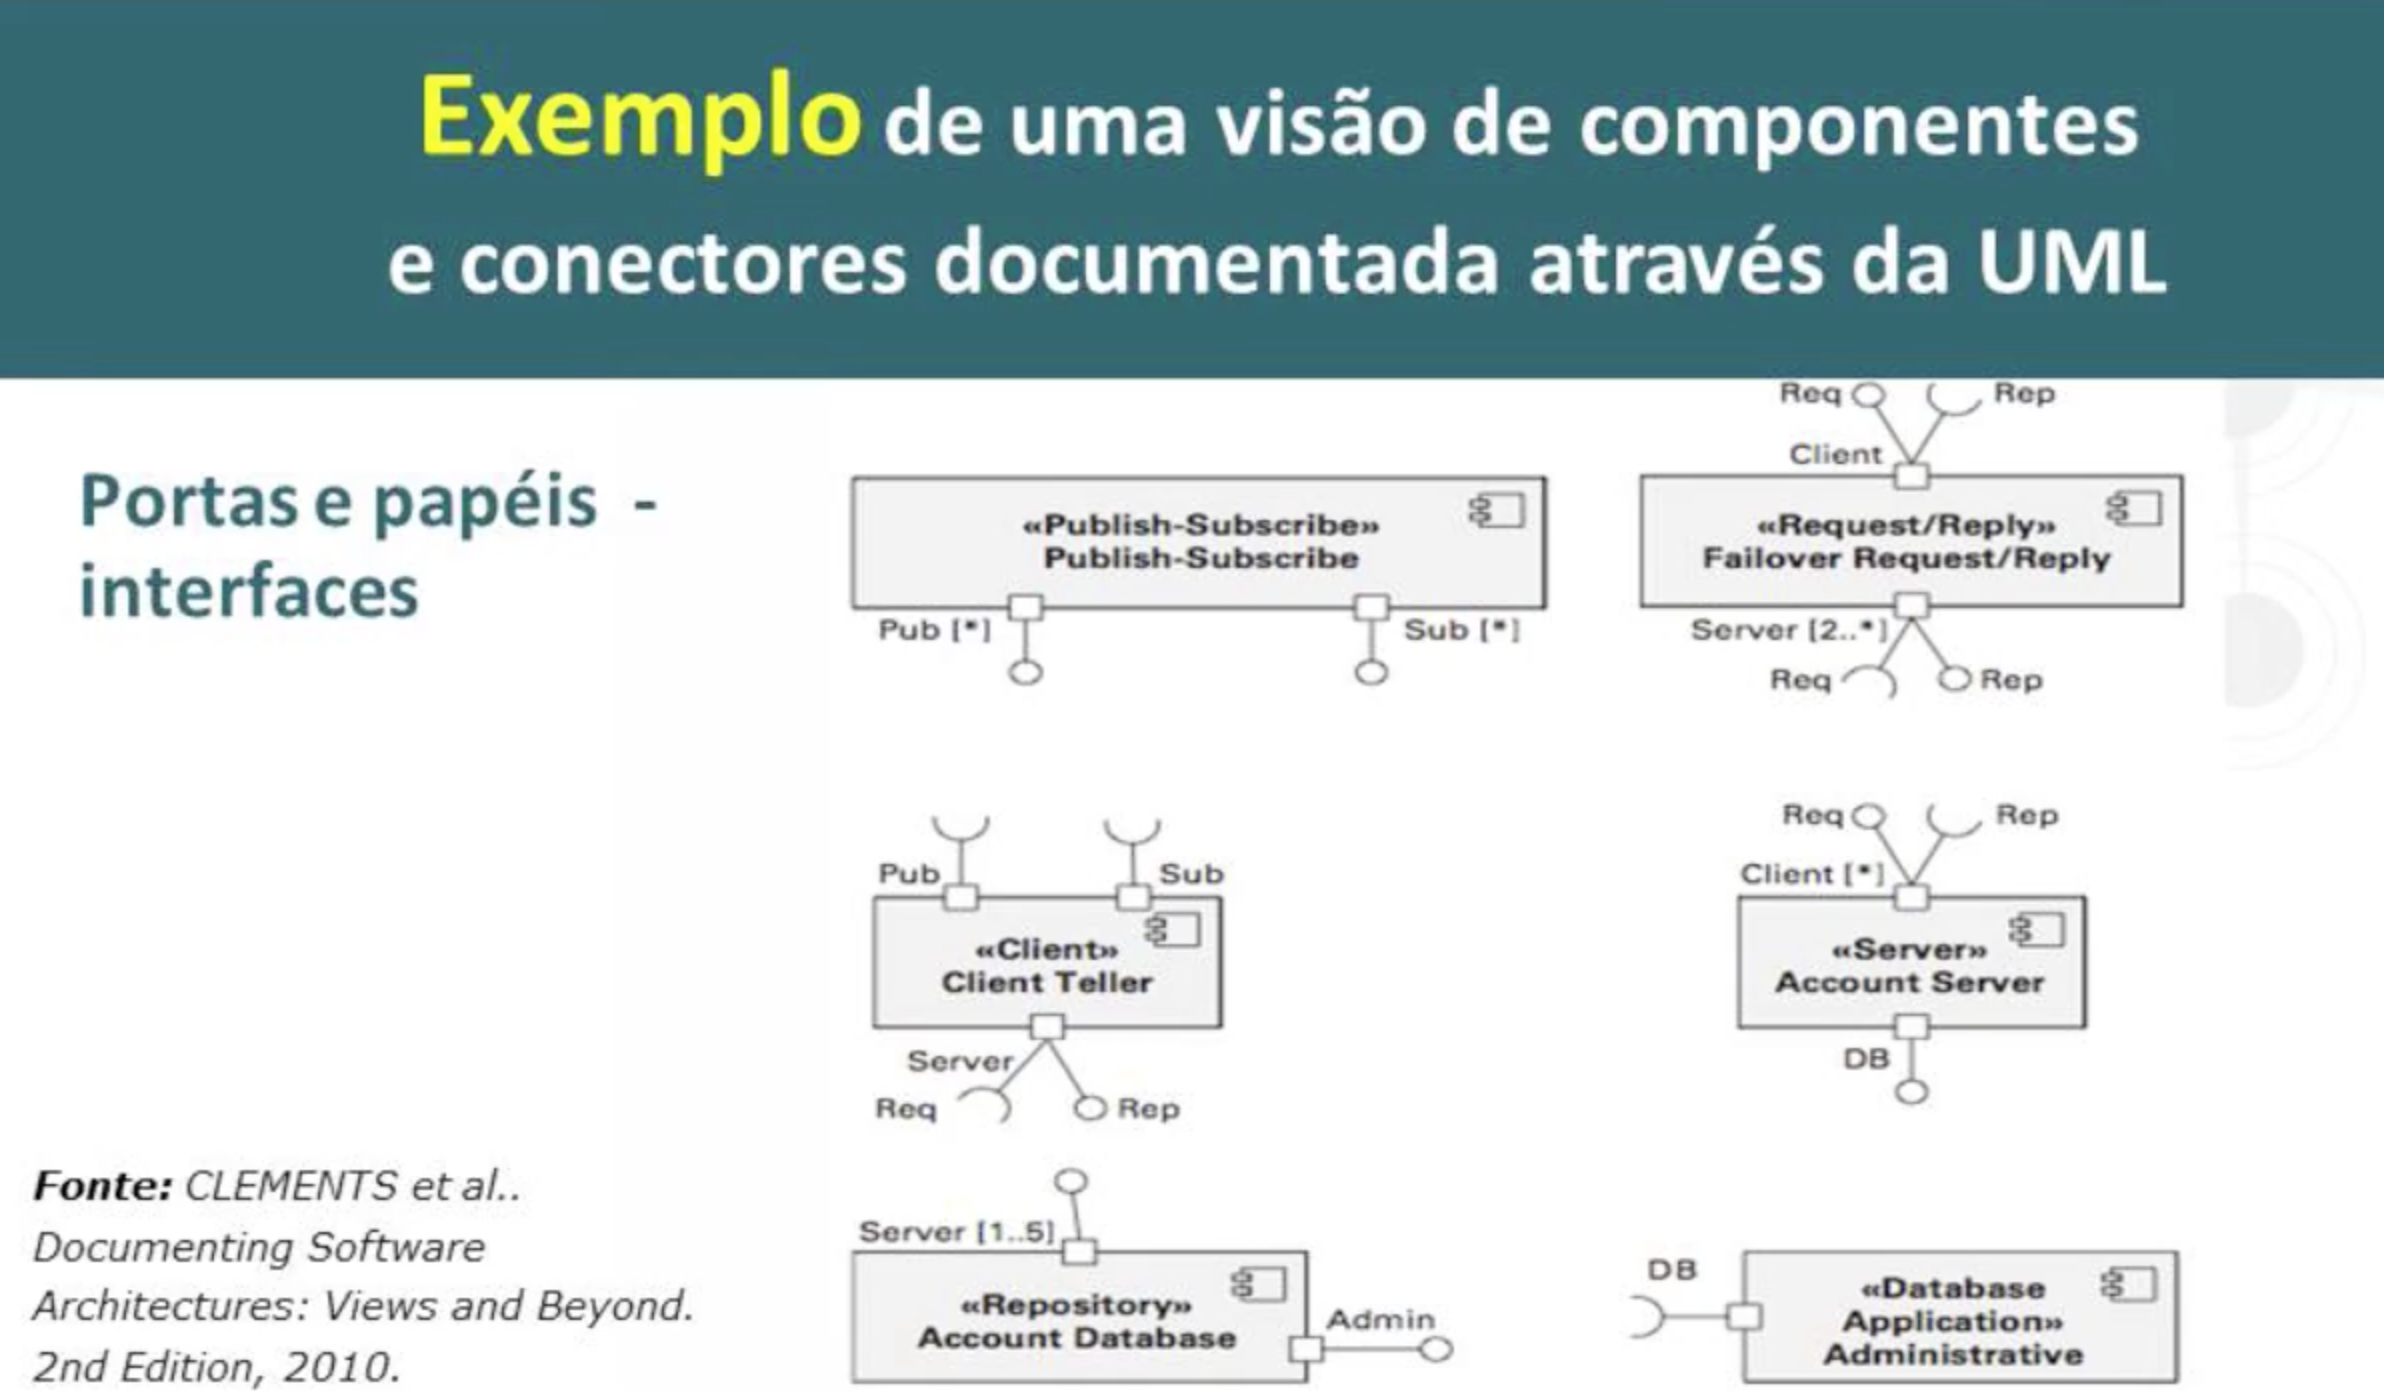 Exemplo de uma visão de componentes
e conectores documentada através da UML
Portas e papéis -
interfaces
«Publish-Subscribe»
Publish-Subscribe
Pub [*]
Sub [*]
Req
Rep
Client
«Request/Reply»
Failover Request/Reply
Server [2..*]
Req
Rep
Pub
Sub
«Client»
Client Teller
Server
Req
Rep
Req
Rep
Client [*]
«Server»
Account Server
DB
Server [1..5]
«Repository»
Account Database
Admin
DB
«Database
Application»
Administrative
Fonte: CLEMENTS et al..
Documenting Software
Architectures: Views and Beyond.
2nd Edition, 2010.